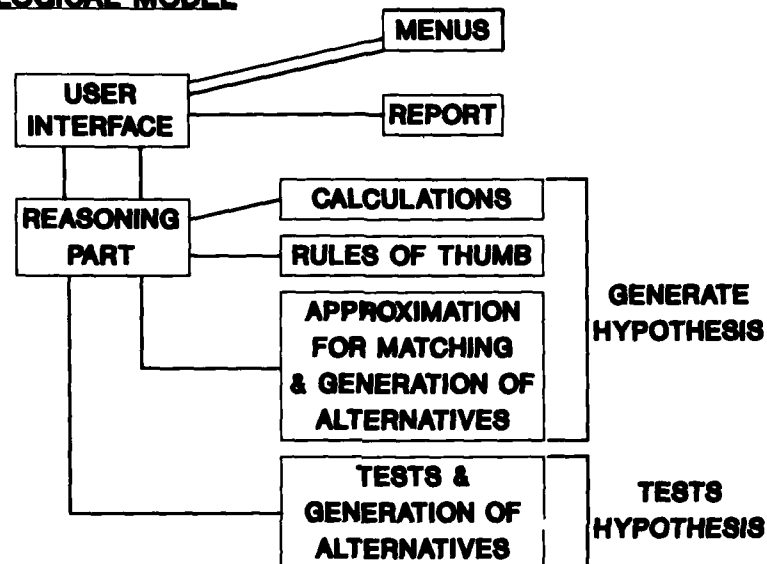 LOGICAL MODEL
MENUS
USER
INTERFACE
REPORT
REASONING
PART
CALCULATIONS
RULES OF THUMB
APPROXIMATION
FOR MATCHING
& GENERATION OF
ALTERNATIVES
GENERATE
HYPOTHESIS
TESTS &
GENERATION OF
ALTERNATIVES
TESTS
HYPOTHESIS